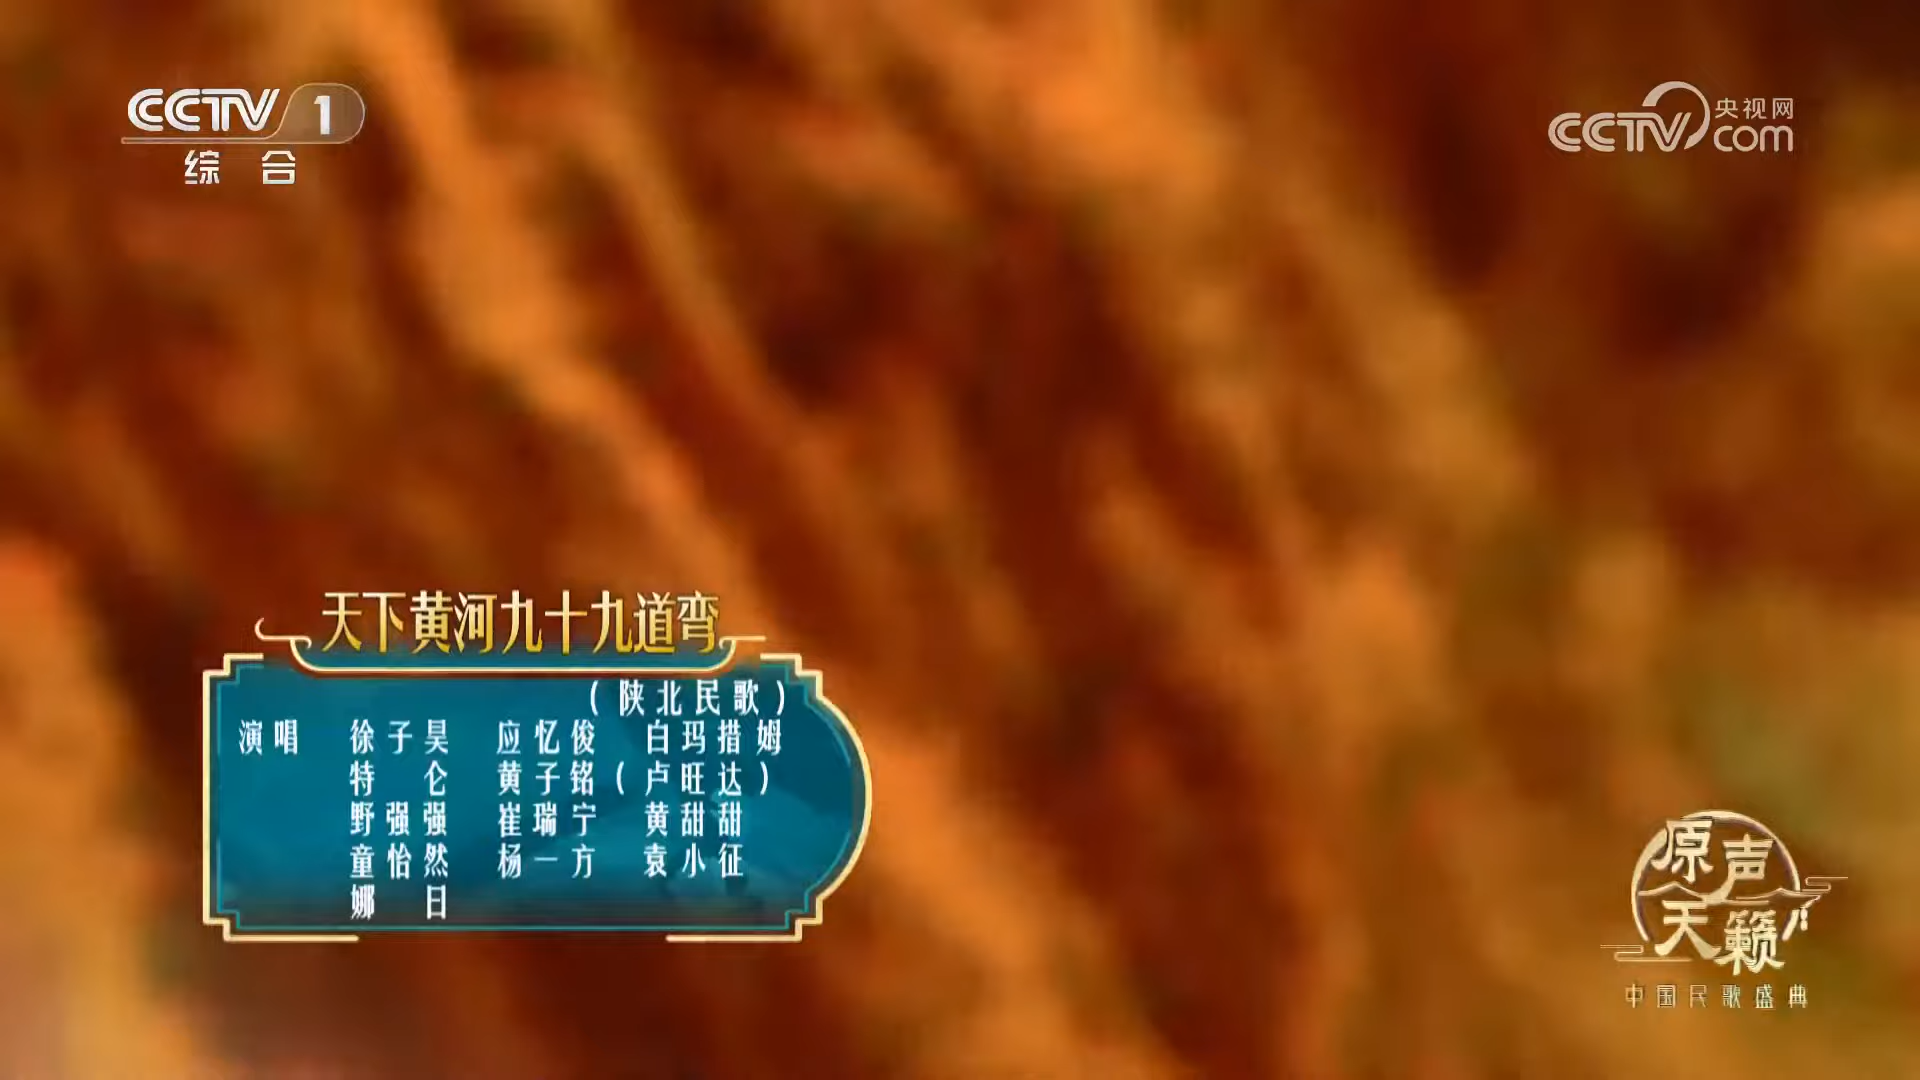 CCTV 1
综 合
央视网
CCTV.com
天下黄河九十九道弯
（陕北民歌）
演唱 徐子昊 应忆俊 白玛措姆
特 仑 黄子铭（卢旺达）
野强强 崔瑞宁 黄甜甜
童怡然 杨一方 袁小征
娜 日
原声
天籁
中国民歌盛典